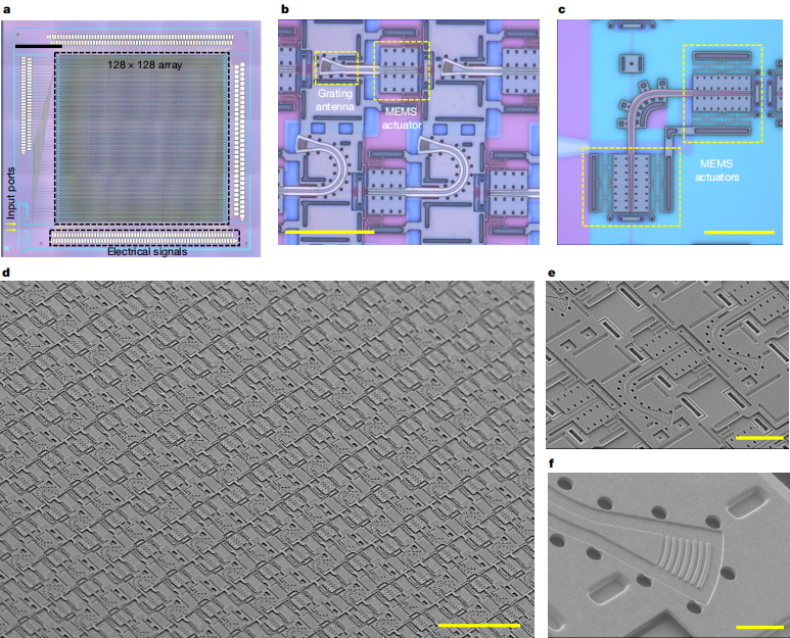 a
128 × 128 array
Input ports
Electrical signals
b
Grating
antenna
MEMS
actuator
c
MEMS
actuators
d
e
f